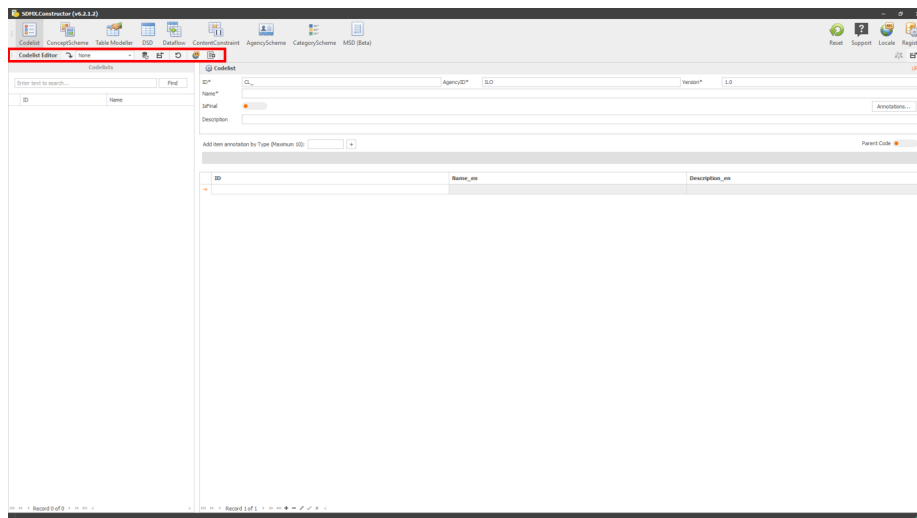 SDMX.Constructor (v6.2.1.2)
Codelist ConceptScheme Table Modeller DSD Dataflow ContentConstraint AgencyScheme CategoryScheme MSD (Beta) Reset Support Locale Regist
Codelist Editor: None
Codelists
Codelist
Enter text to search... Find
ID Name
ID* CL_ AgencyID* ILO Version* 1.0
Name*
IsFinal Annotations...
Description
Add item annotation by Type (Maximum 10): + Parent Code
ID Name_en Description_en
Record 0 of 0
Record 1 of 1